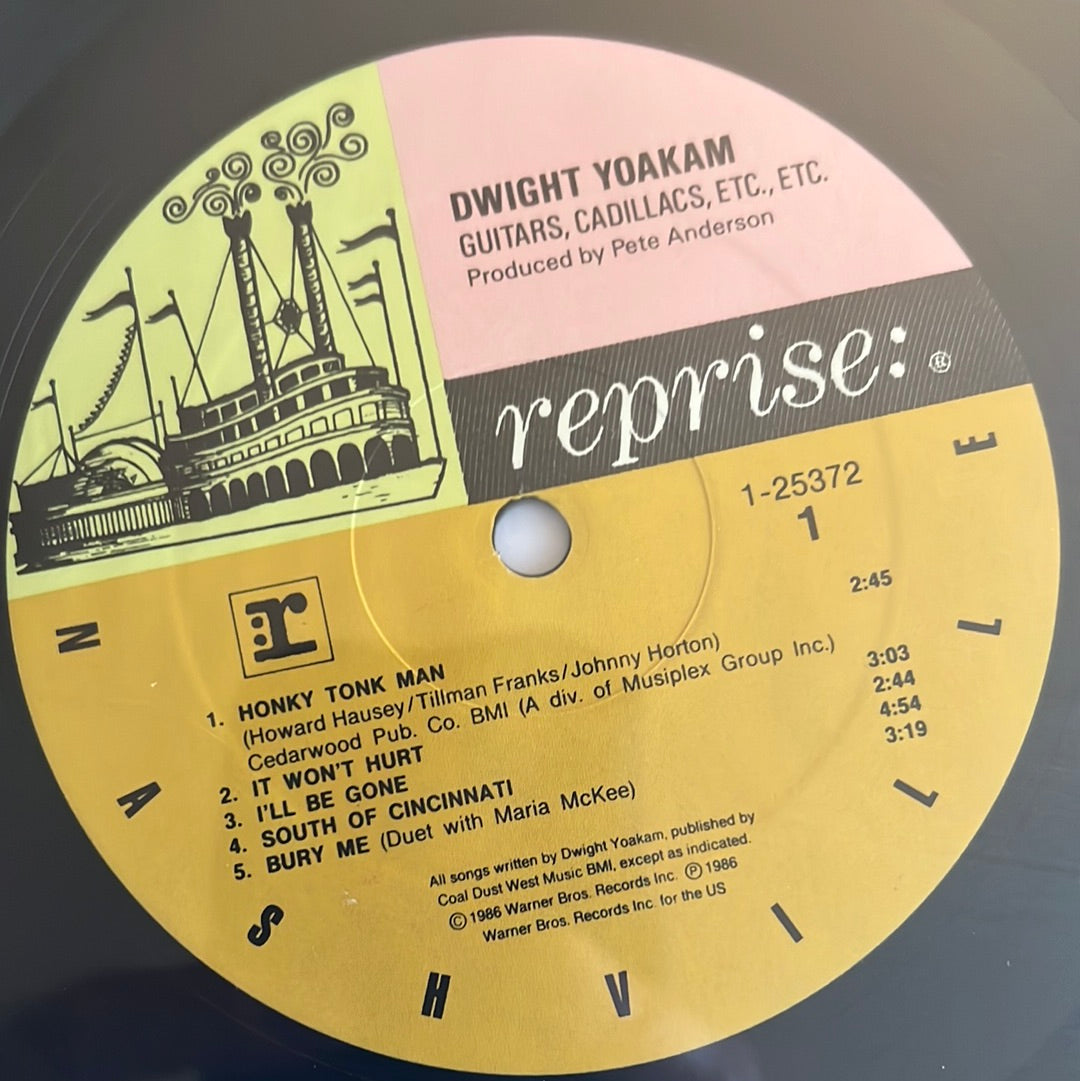 DWIGHT YOAKAM
GUITARS, CADILLACS, ETC., ETC.
Produced by Pete Anderson
reprise: ®
1-25372
1
r:
1. HONKY TONK MAN 2:45
(Howard Hausey/Tillman Franks/Johnny Horton)
Cedarwood Pub. Co. BMI (A div. of Musiplex Group Inc.)
2. IT WON'T HURT 3:03
3. I'LL BE GONE 2:44
4. SOUTH OF CINCINNATI 4:54
5. BURY ME (Duet with Maria McKee) 3:19
All songs written by Dwight Yoakam, published by
Coal Dust West Music BMI, except as indicated.
© 1986 Warner Bros. Records Inc. ℗ 1986
Warner Bros. Records Inc. for the US
NASHVILLE